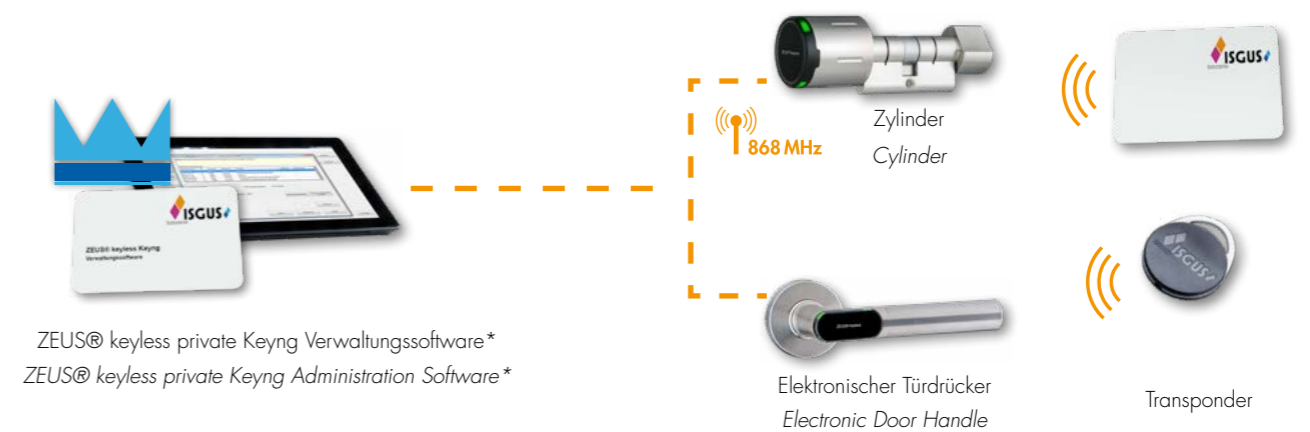 ISGUS
ZEUS® keyless Keyng
Verwaltungssoftware
ZEUS® keyless private Keyng Verwaltungssoftware*
ZEUS® keyless private Keyng Administration Software*
868 MHz
Zylinder
Cylinder
Elektronischer Türdrücker
Electronic Door Handle
ISGUS
ISGUS
Transponder